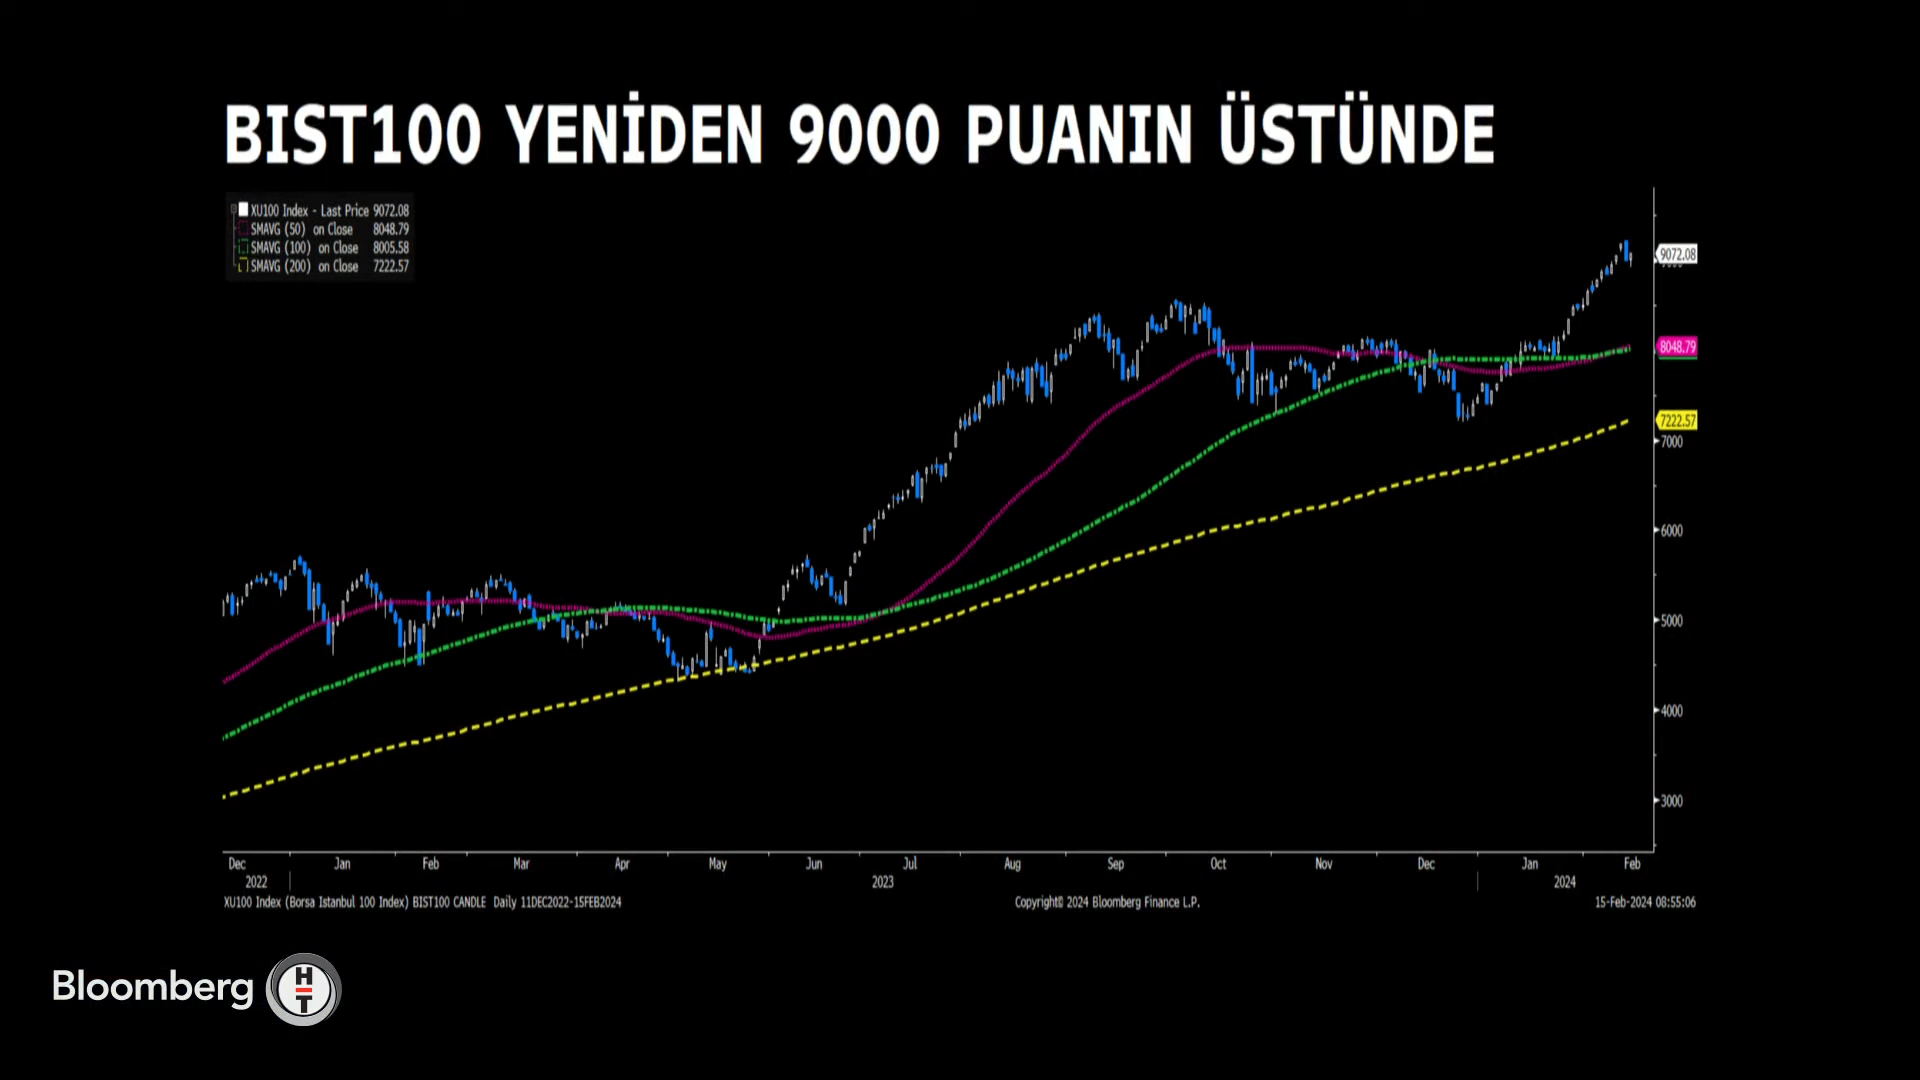 BIST100 YENİDEN 9000 PUANIN ÜSTÜNDE
XU100 Index - Last Price 9072.08
SMAVG (50) on Close 8048.79
SMAVG (100) on Close 8005.58
SMAVG (200) on Close 7222.57
9072.08
8048.79
7222.57
7000
6000
5000
4000
3000
Dec Jan Feb Mar Apr May Jun Jul Aug Sep Oct Nov Dec Jan Feb
2022 2023 2024
XU100 Index (Borsa Istanbul 100 Index) BIST100 CANDLE Daily 11DEC2022-15FEB2024 Copyright© 2024 Bloomberg Finance L.P. 15-Feb-2024 08:55:06
Bloomberg HT